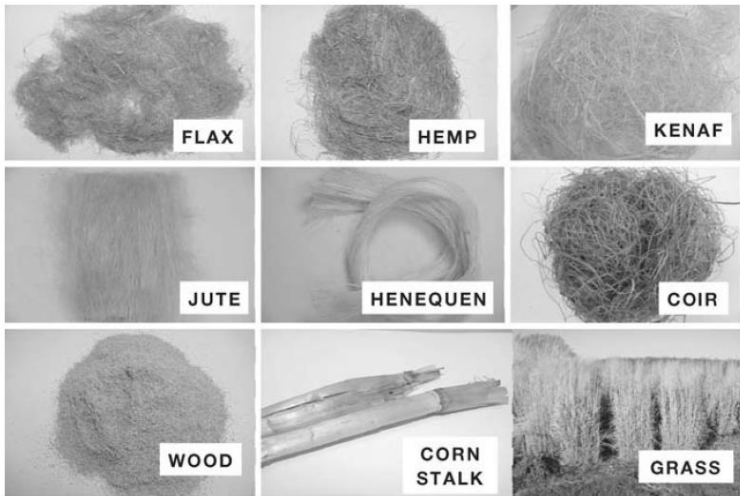 FLAX
HEMP
KENAF
JUTE
HENEQUEN
COIR
WOOD
CORN
STALK
GRASS